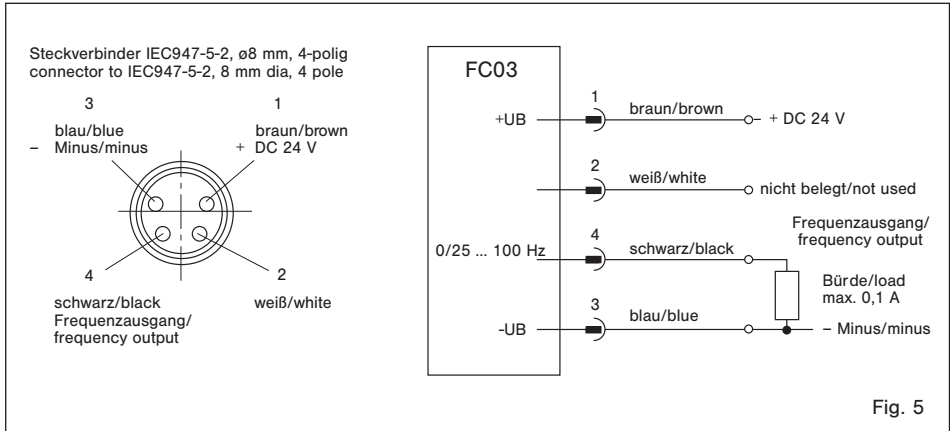 Steckverbinder IEC947-5-2, ø8 mm, 4-polig
connector to IEC947-5-2, 8 mm dia, 4 pole
3
blau/blue
– Minus/minus
1
braun/brown
+ DC 24 V
4
schwarz/black
Frequenzausgang/
frequency output
2
weiß/white
FC03
+UB
1
braun/brown
+ DC 24 V
2
weiß/white
nicht belegt/not used
0/25 ... 100 Hz
4
schwarz/black
Frequenzausgang/
frequency output
Bürde/load
max. 0,1 A
-UB
3
blau/blue
– Minus/minus
Fig. 5